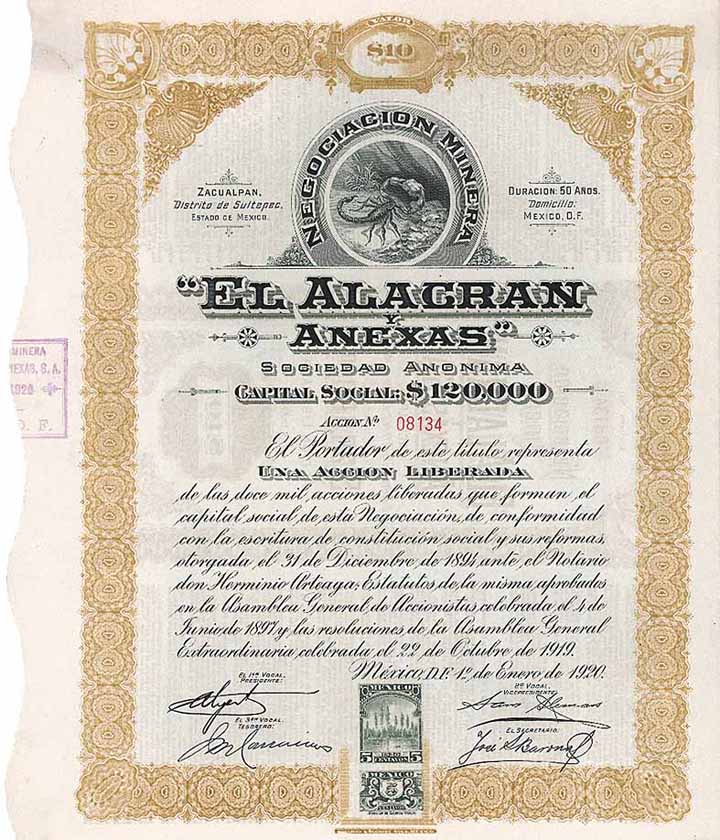 VALOR
$10
NEGOCIACION MINERA
ZACUALPAN.
Distrito de Sultepec.
ESTADO DE MEXICO.
DURACION: 50 AÑOS.
Domicilio:
MEXICO, D.F.
"EL ALACRAN
Y
ANEXAS"
SOCIEDAD ANONIMA
CAPITAL SOCIAL: $120,000
MINERA
NEXAS, S. A.
1920
D. F.
ACCION No. 08134
El Portador de este titulo representa
UNA ACCION LIBERADA
de las doce mil acciones liberadas que forman el
capital social de esta Negociación, de conformidad
con la escritura de constitución social y sus reformas,
otorgada el 31 de Diciembre de 1894 ante el Notario
don Herminio Arteaga; Estatutos de la misma aprobados
en la Asamblea General de Accionistas celebrada el 4 de
Junio de 1897 y las resoluciones de la Asamblea General
Extraordinaria celebrada el 22 de Octubre de 1919.
México, D.F. 1º de Enero de 1920.
EL 1ER VOCAL.
PRESIDENTE:
2º VOCAL.
VICEPRESIDENTE:
EL 3ER VOCAL.
TESORERO:
EL SECRETARIO:
MEXICO
5 CENTAVOS 5
MEXICO